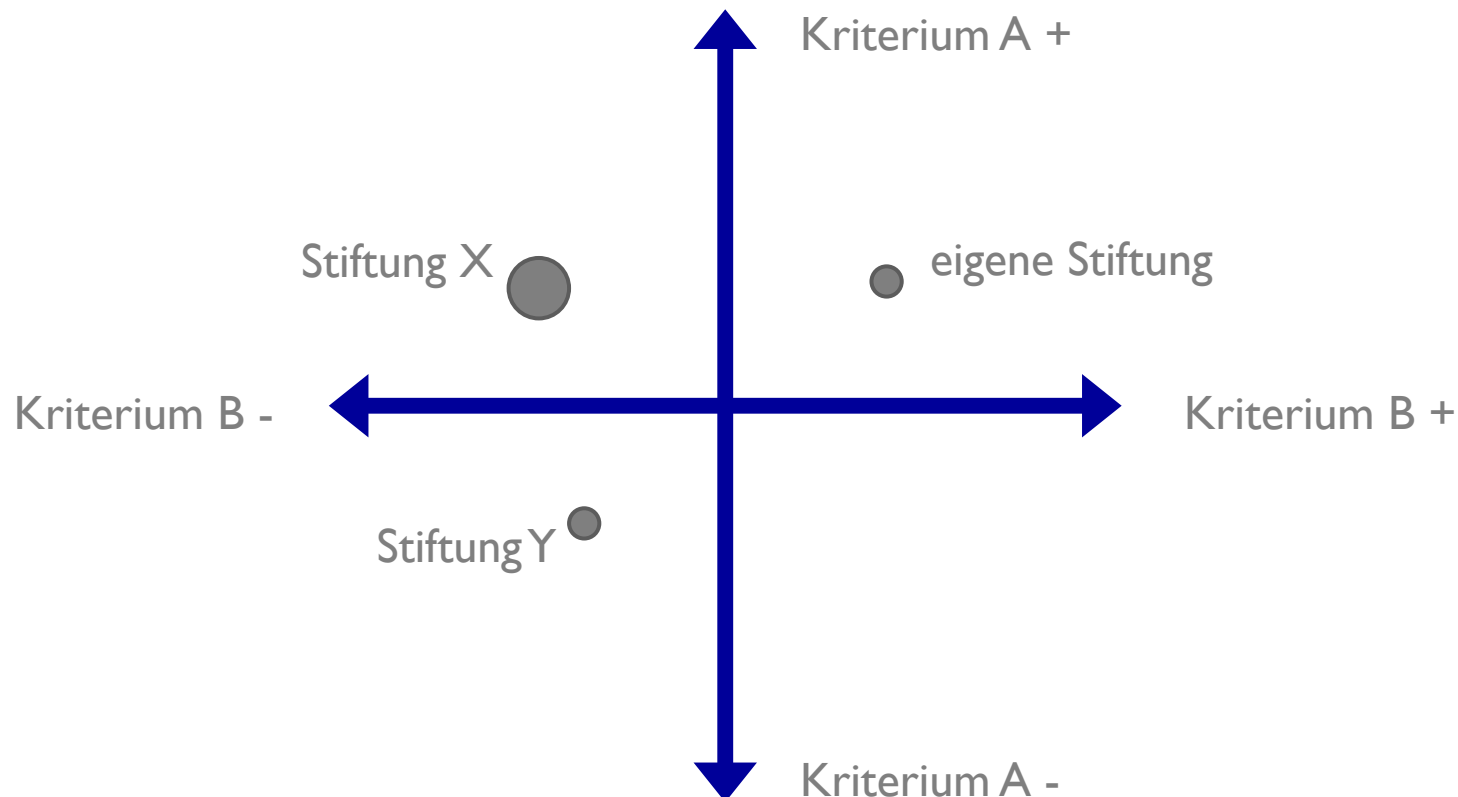 Kriterium A +
Stiftung X
eigene Stiftung
Kriterium B -
Kriterium B +
Stiftung Y
Kriterium A -